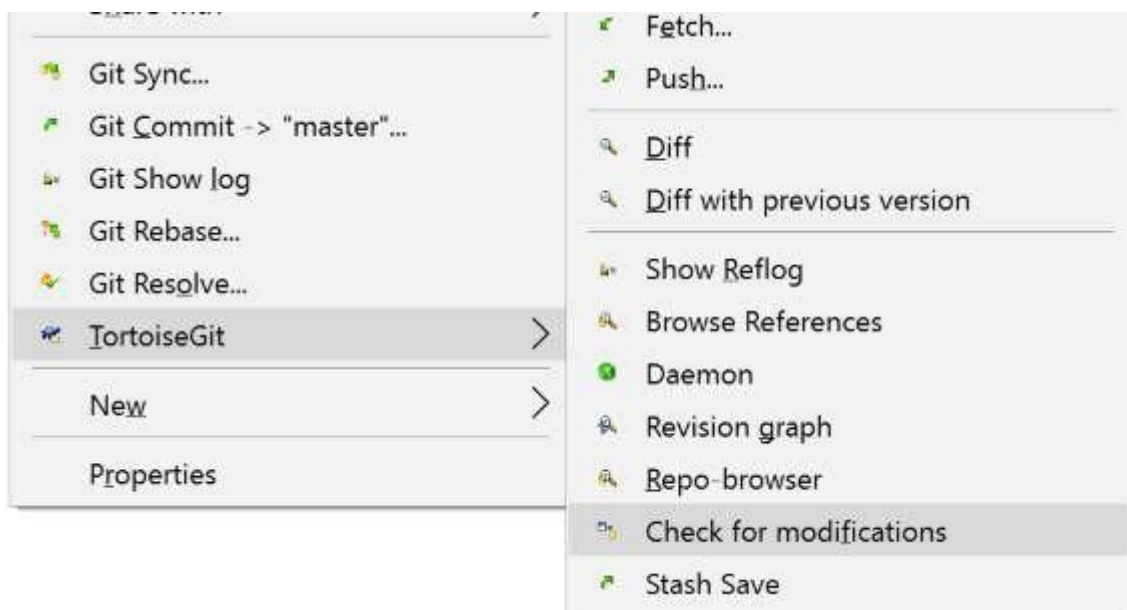 Git Sync...
Git Commit -> "master"...
Git Show log
Git Rebase...
Git Resolve...
TortoiseGit
New
Properties
Fetch...
Push...
Diff
Diff with previous version
Show Reflog
Browse References
Daemon
Revision graph
Repo-browser
Check for modifications
Stash Save